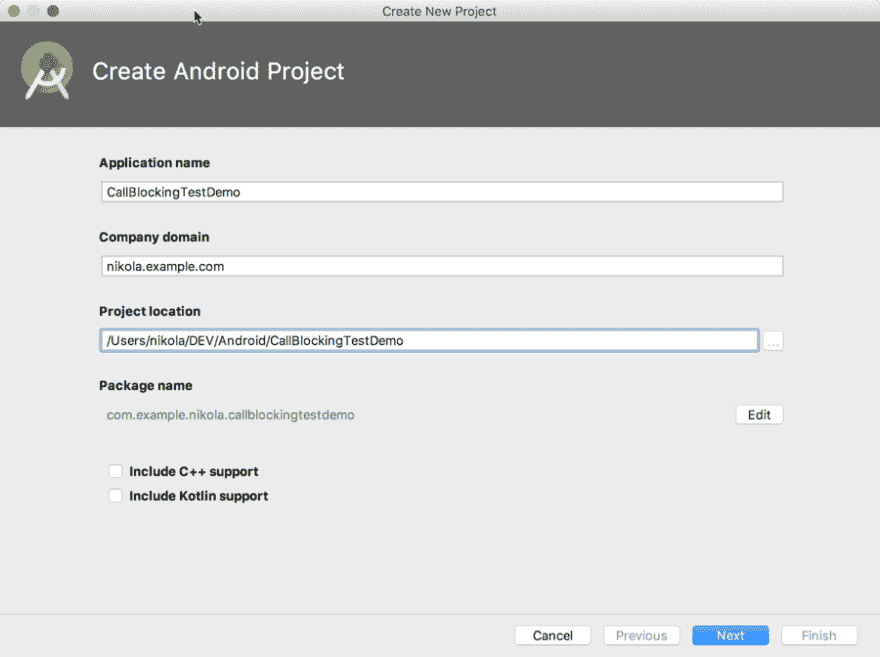 Create New Project
Create Android Project
Application name
CallBlockingTestDemo
Company domain
nikola.example.com
Project location
/Users/nikola/DEV/Android/CallBlockingTestDemo
...
Package name
com.example.nikola.callblockingtestdemo
Edit
Include C++ support
Include Kotlin support
Cancel Previous Next Finish